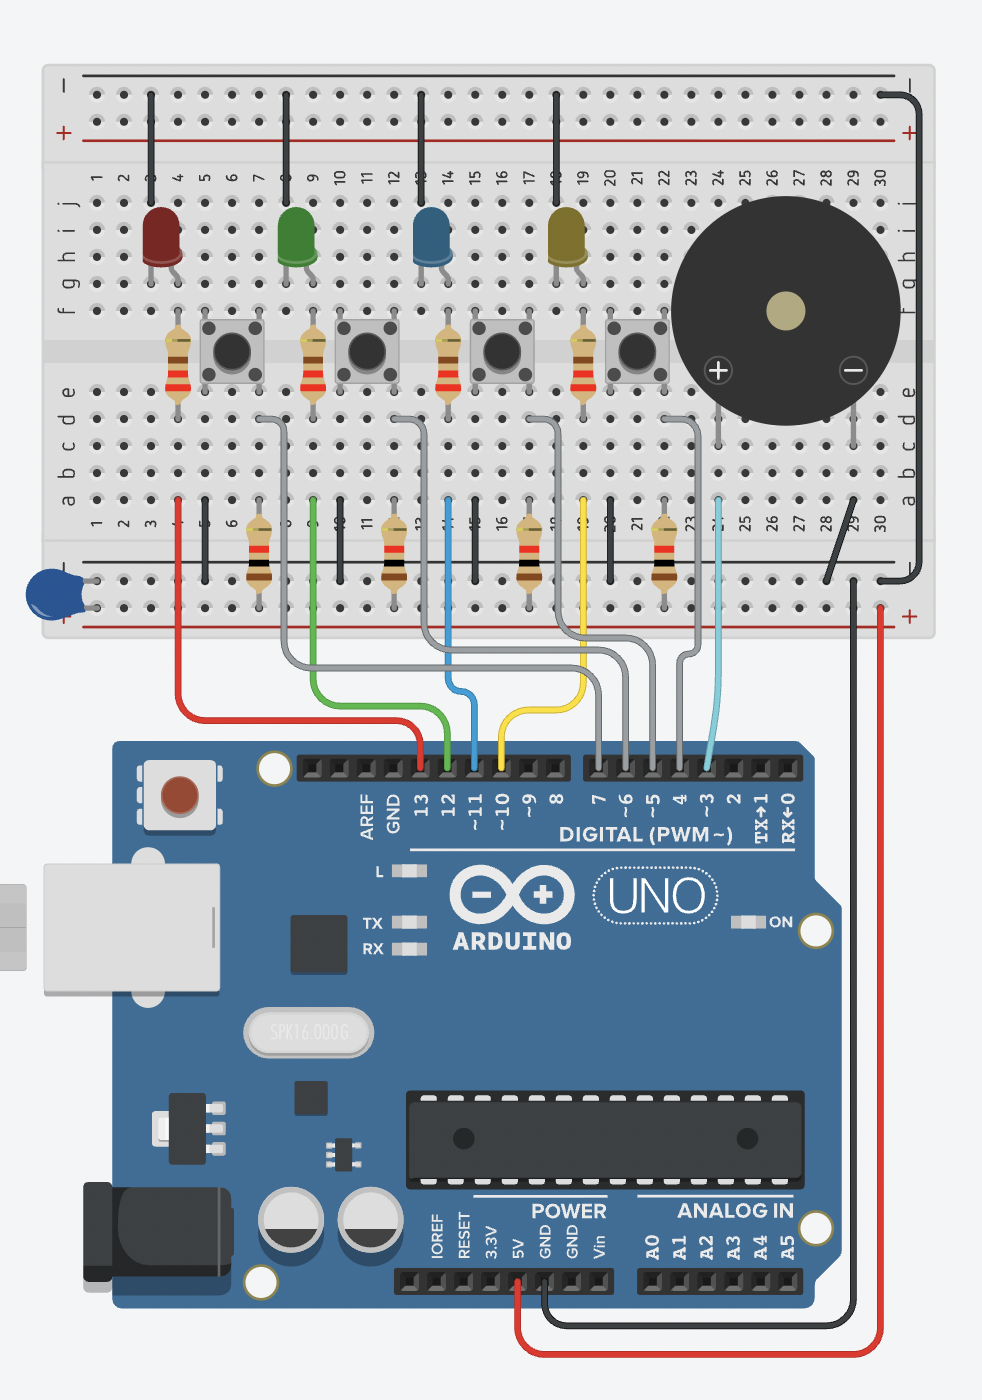 − −
+ +
1 2 3 4 5 6 7 8 9 10 11 12 13 14 15 16 17 18 19 20 21 22 23 24 25 26 27 28 29 30
j j
i i
h h
g g
f f
+ −
e e
d d
c c
b b
a a
1 2 3 4 5 6 7 8 9 10 11 12 13 14 15 16 17 18 19 20 21 22 23 24 25 26 27 28 29 30
− −
+ +
AREF GND 13 12 ~11 ~10 ~9 8 7 ~6 ~5 4 ~3 2 TX→1 RX←0
DIGITAL (PWM~)
L
TX
RX
ARDUINO
UNO
ON
SPK16.000G
POWER
ANALOG IN
IOREF RESET 3.3V 5V GND GND Vin A0 A1 A2 A3 A4 A5